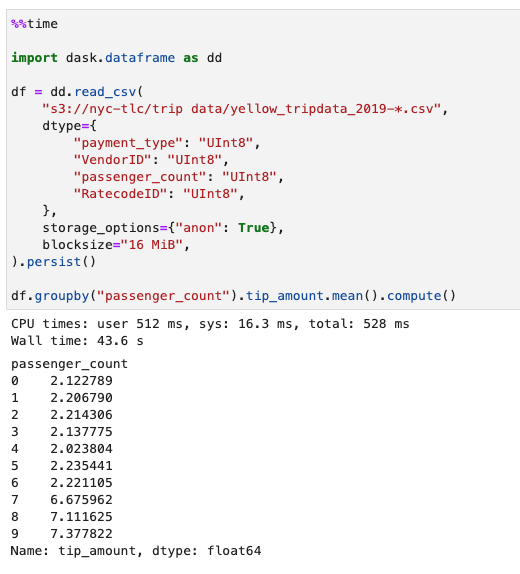 %%time
import dask.dataframe as dd
df = dd.read_csv(
    "s3://nyc-tlc/trip data/yellow_tripdata_2019-*.csv",
    dtype={
        "payment_type": "UInt8",
        "VendorID": "UInt8",
        "passenger_count": "UInt8",
        "RatecodeID": "UInt8",
    },
    storage_options={"anon": True},
    blocksize="16 MiB",
).persist()
df.groupby("passenger_count").tip_amount.mean().compute()
CPU times: user 512 ms, sys: 16.3 ms, total: 528 ms
Wall time: 43.6 s
passenger_count
0    2.122789
1    2.206790
2    2.214306
3    2.137775
4    2.023804
5    2.235441
6    2.221105
7    6.675962
8    7.111625
9    7.377822
Name: tip_amount, dtype: float64